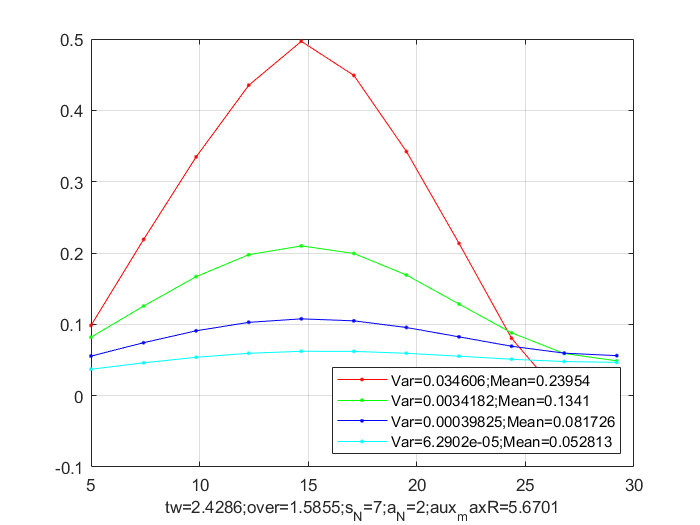 0.5
0.4
0.3
0.2
0.1
0
-0.1
5 10 15 20 25 30
Var=0.034606;Mean=0.23954
Var=0.0034182;Mean=0.1341
Var=0.00039825;Mean=0.081726
Var=6.2902e-05;Mean=0.052813
tw=2.4286;over=1.5855;s_N=7;a_N=2;aux_maxR=5.6701